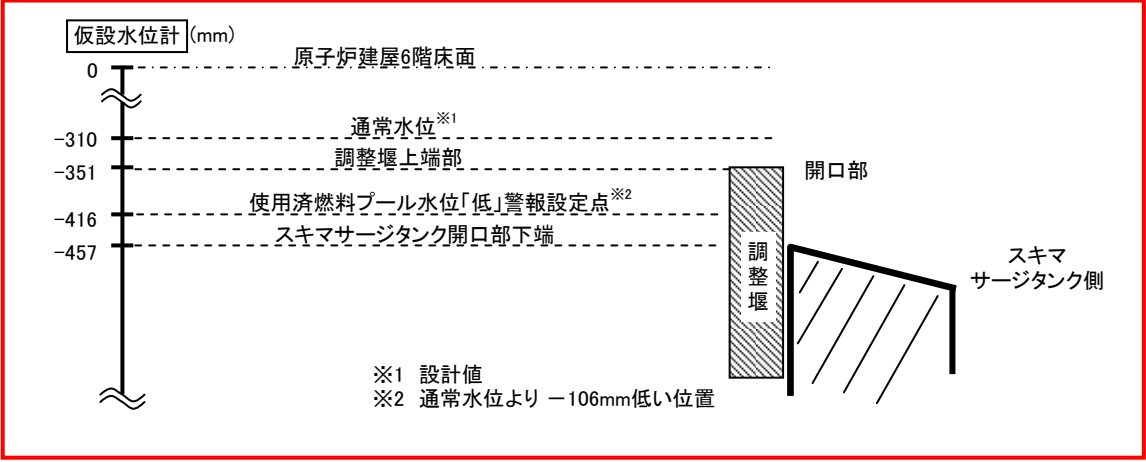 仮設水位計(mm)
0
原子炉建屋6階床面
-310
通常水位※1
-351
調整堰上端部
開口部
-416
使用済燃料プール水位「低」警報設定点※2
-457
スキマサージタンク開口部下端
調整堰
スキマ
サージタンク側
※1 設計値
※2 通常水位より －106mm低い位置